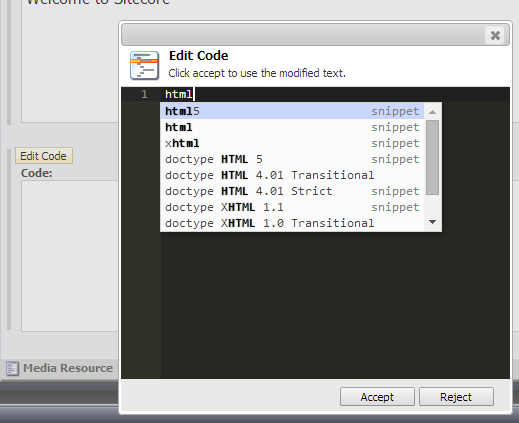 Welcome to Sitecore
Edit Code
Click accept to use the modified text.
1 html
html5 snippet
html snippet
xhtml snippet
doctype HTML 5 snippet
doctype HTML 4.01 Transitional
doctype HTML 4.01 Strict snippet
doctype XHTML 1.1 snippet
doctype XHTML 1.0 Transitional
Edit Code
Code:
Media Resource
Accept Reject